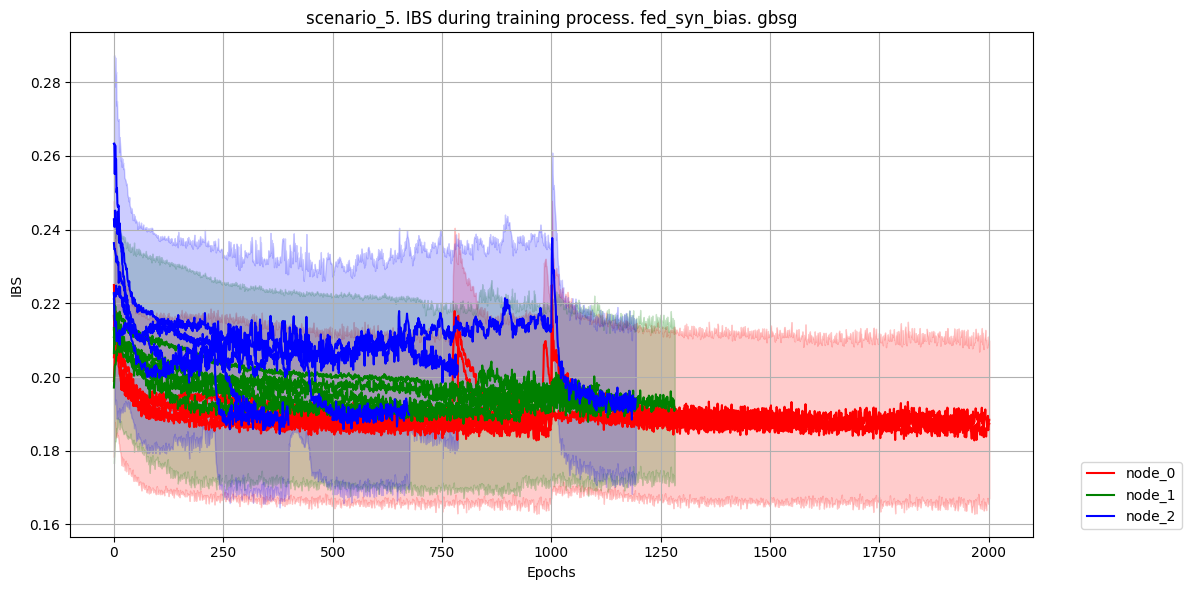 scenario_5. IBS during training process. fed_syn_bias. gbsg
IBS
0.28
0.26
0.24
0.22
0.20
0.18
0.16
0
250
500
750
1000
1250
1500
1750
2000
Epochs
node_0
node_1
node_2